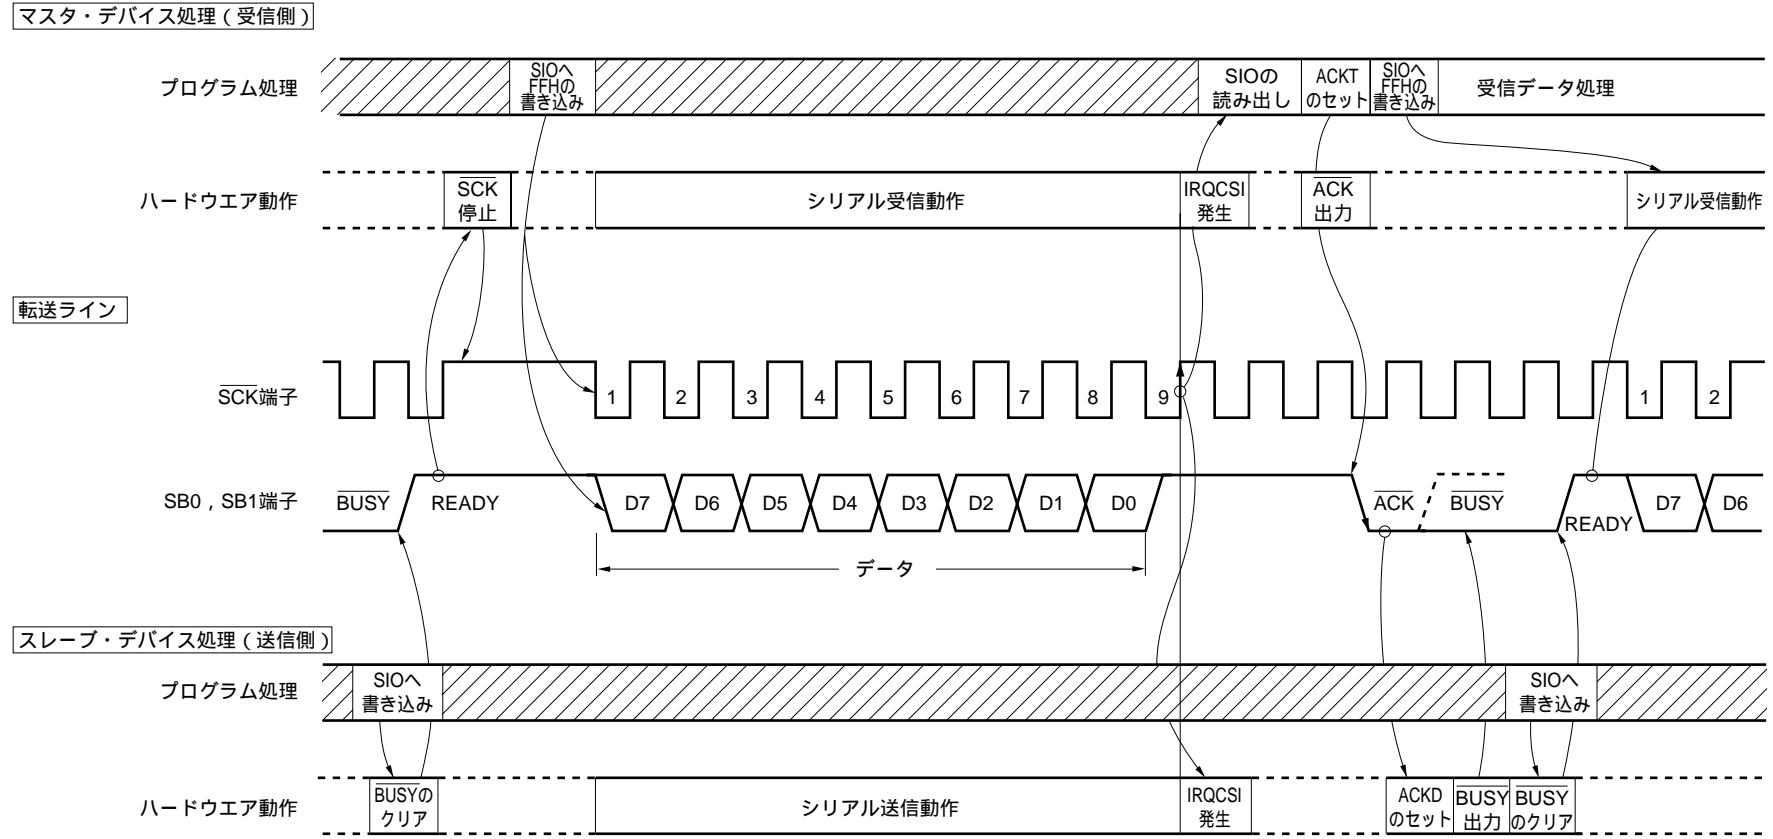 マスタ・デバイス処理(受信側)
プログラム処理
SIOへ
FFHの
書き込み
SIOの
読み出し
ACKT
のセット
SIOへ
FFHの
書き込み
受信データ処理
ハードウエア動作
SCK
停止
シリアル受信動作
IRQCSI
発生
ACK
出力
シリアル受信動作
転送ライン
SCK端子
1 2 3 4 5 6 7 8 9 1 2
SB0,SB1端子
BUSY READY D7 D6 D5 D4 D3 D2 D1 D0 ACK BUSY READY D7 D6
データ
スレーブ・デバイス処理(送信側)
プログラム処理
SIOへ
書き込み
SIOへ
書き込み
ハードウエア動作
BUSYの
クリア
シリアル送信動作
IRQCSI
発生
ACKD
のセット
BUSY
出力
BUSY
のクリア